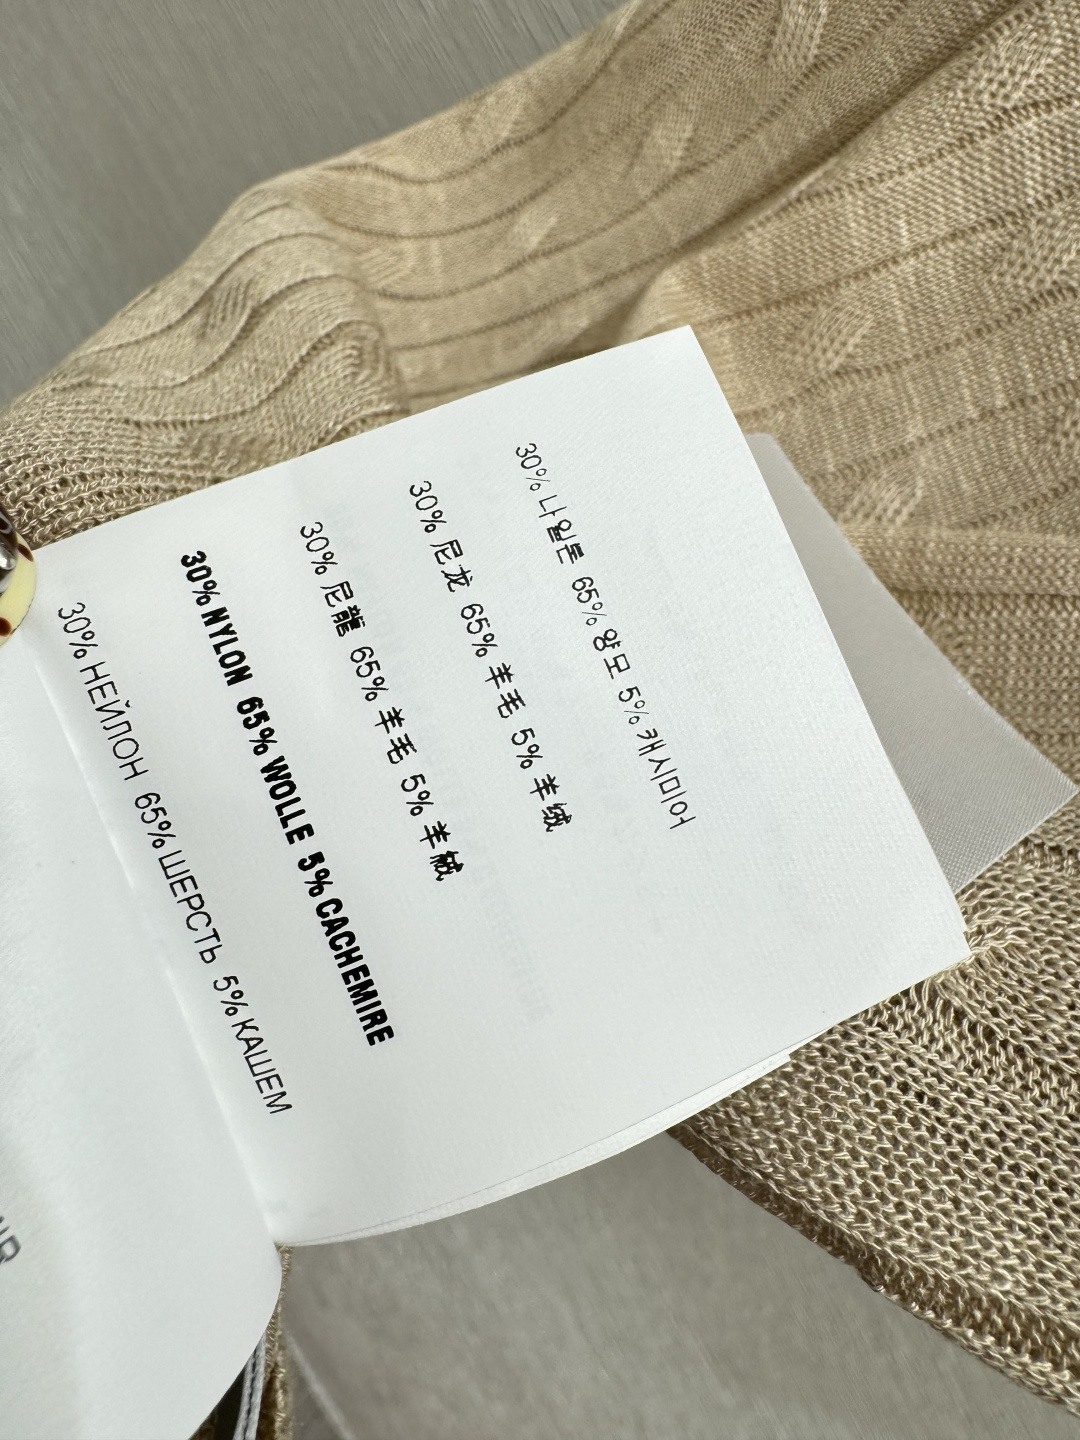 30% 나일론 65% 양모 5% 캐시미어
30% 尼龙 65% 羊毛 5% 羊绒
30% 尼龍 65% 羊毛 5% 羊絨
30% NYLON 65% WOLLE 5% CACHEMIRE
30% НЕЙЛОН 65% ШЕРСТЬ 5% КАШЕМ